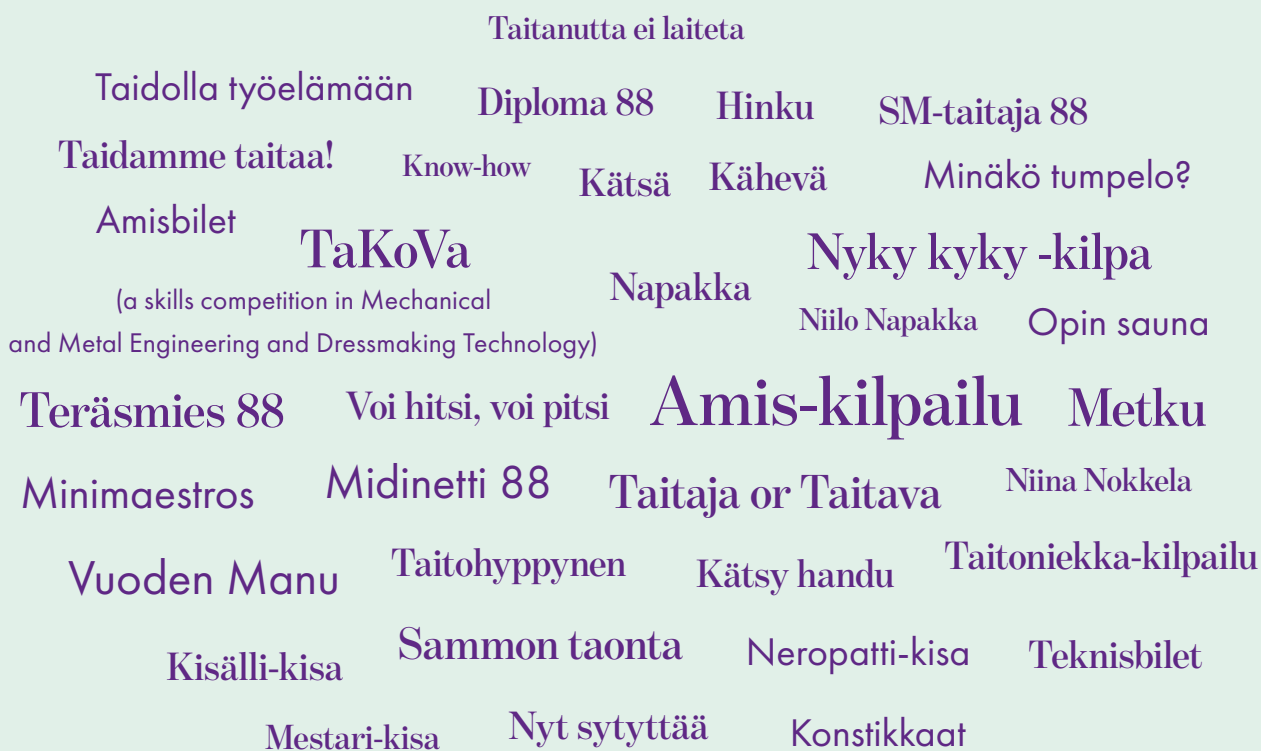 Taitanutta ei laiteta
Taidolla työelämään
Diploma 88
Hinku
SM-taitaja 88
Taidamme taitaa!
Know-how
Kätsä
Kähevä
Minäkö tumpelo?
Amisbilet
TaKoVa
(a skills competition in Mechanical
and Metal Engineering and Dressmaking Technology)
Napakka
Nyky kyky -kilpa
Niilo Napakka
Opin sauna
Teräsmies 88
Voi hitsi, voi pitsi
Amis-kilpailu
Metku
Minimaestros
Midinetti 88
Taitaja or Taitava
Niina Nokkela
Vuoden Manu
Taitohyppynen
Kätsy handu
Taitoniekka-kilpailu
Kisälli-kisa
Sammon taonta
Neropatti-kisa
Teknisbilet
Mestari-kisa
Nyt sytyttää
Konstikkaat